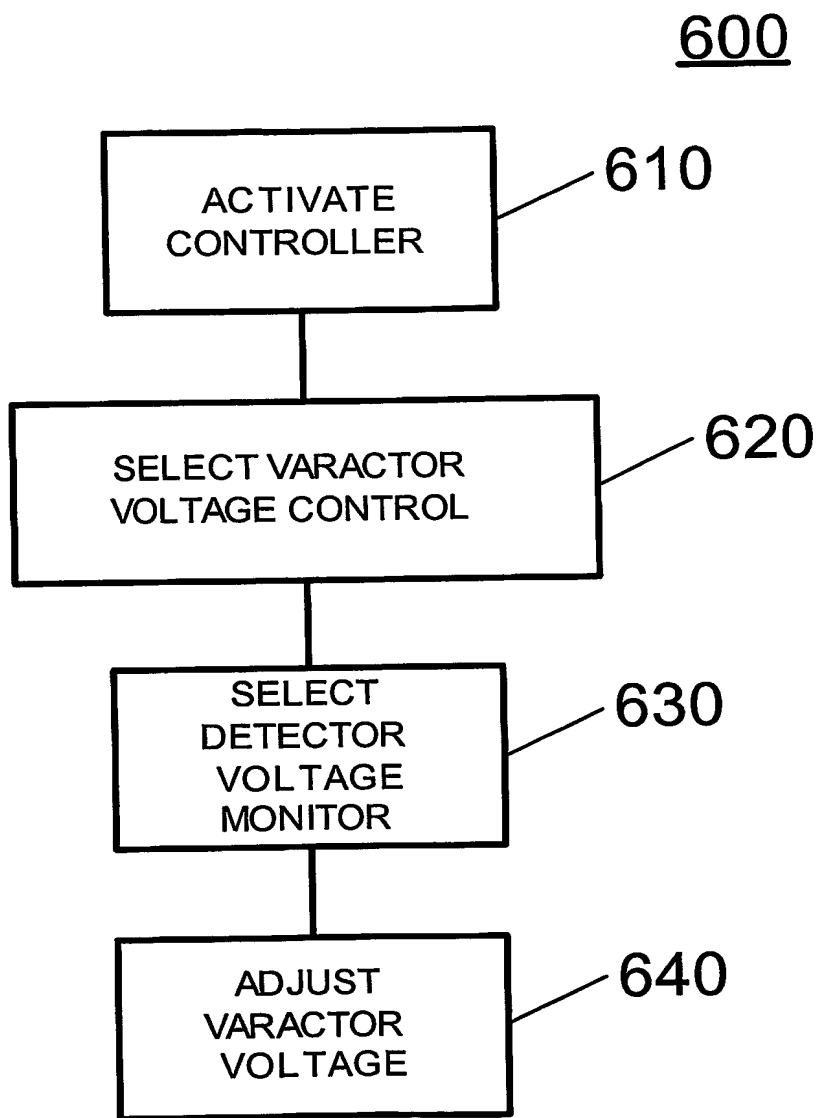 600
ACTIVATE
CONTROLLER
610
SELECT VARACTOR
VOLTAGE CONTROL
620
SELECT
DETECTOR
VOLTAGE
MONITOR
630
ADJUST
VARACTOR
VOLTAGE
640